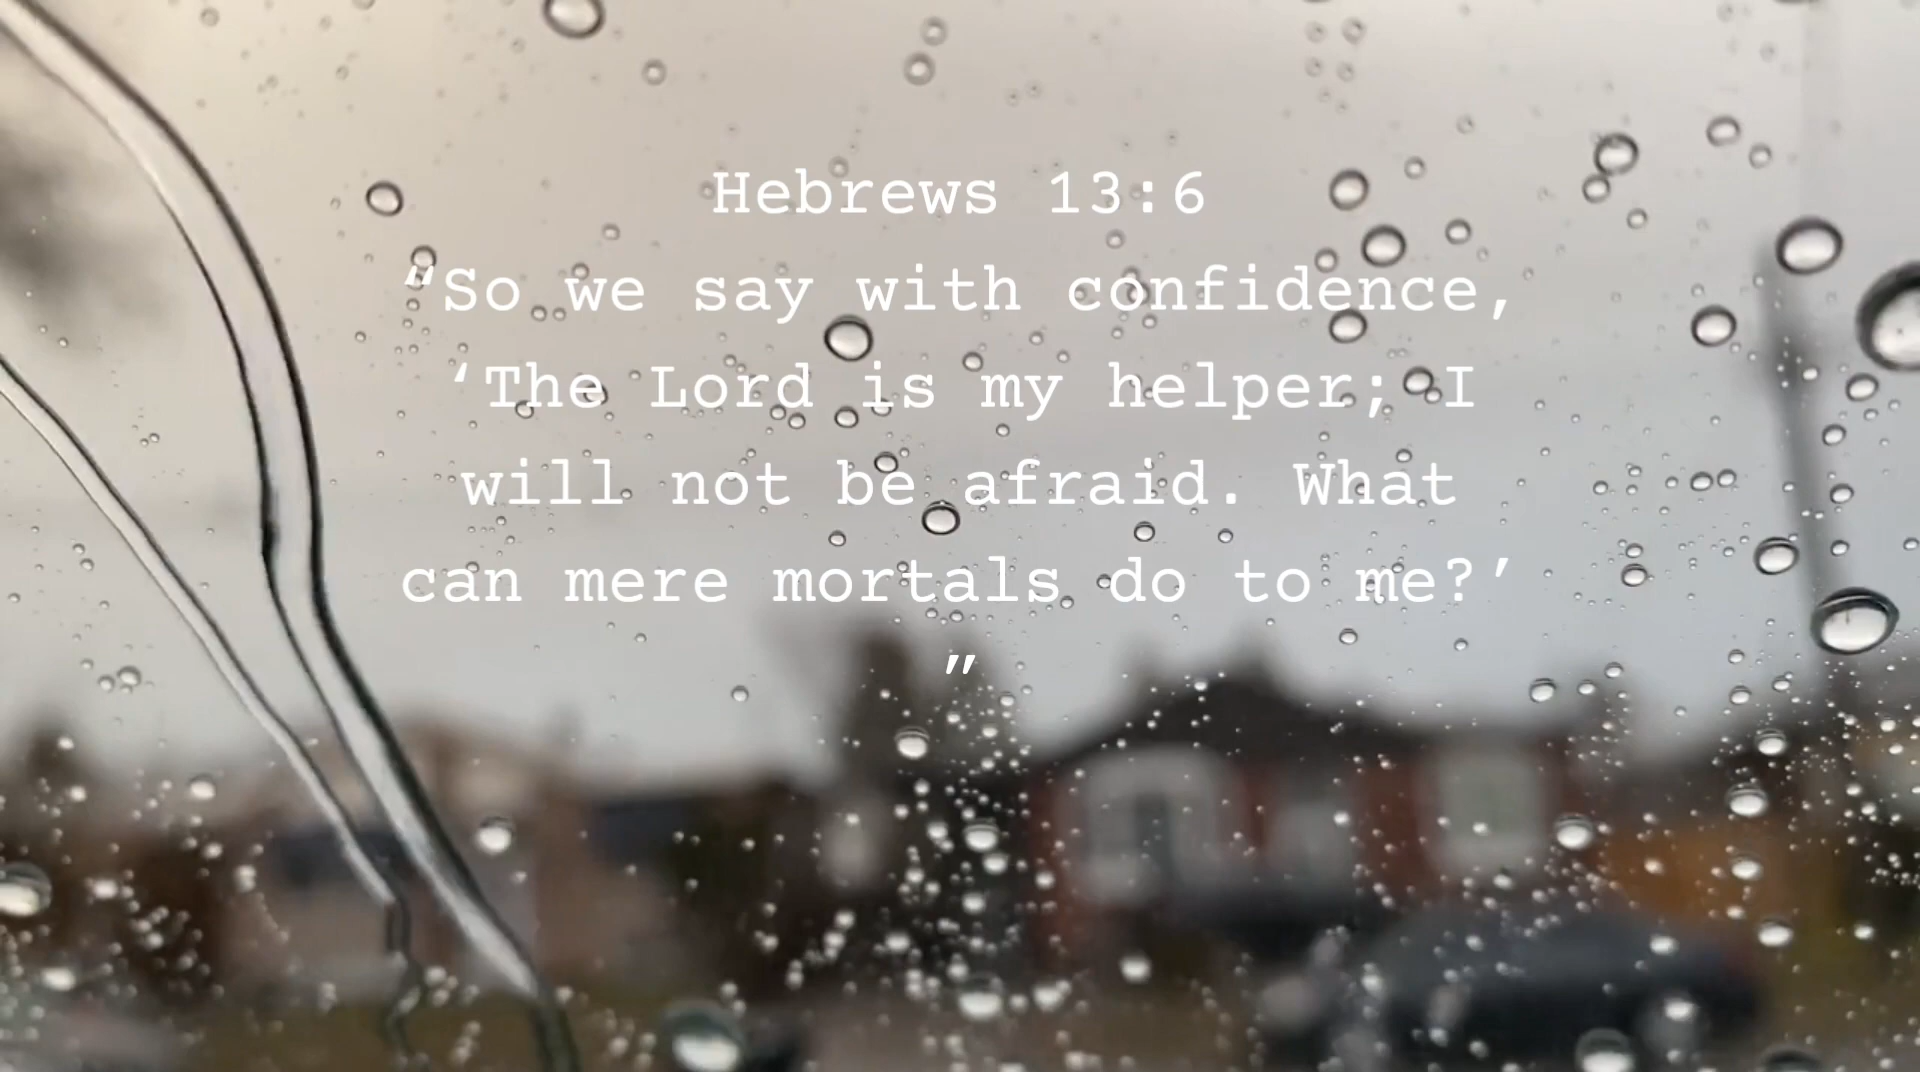 Hebrews 13:6
“So we say with confidence,
‘The Lord is my helper; I
will not be afraid. What
can mere mortals do to me?’
”